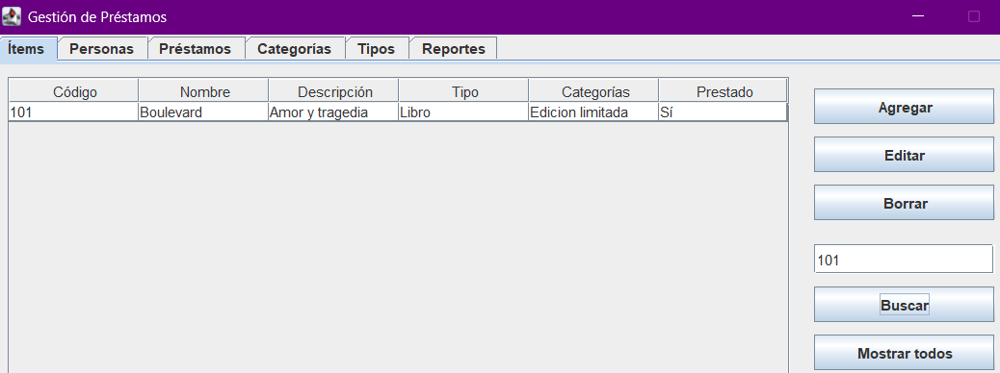 Gestión de Préstamos
Ítems Personas Préstamos Categorías Tipos Reportes
Código Nombre Descripción Tipo Categorías Prestado
101 Boulevard Amor y tragedia Libro Edicion limitada Sí
Agregar
Editar
Borrar
101
Buscar
Mostrar todos